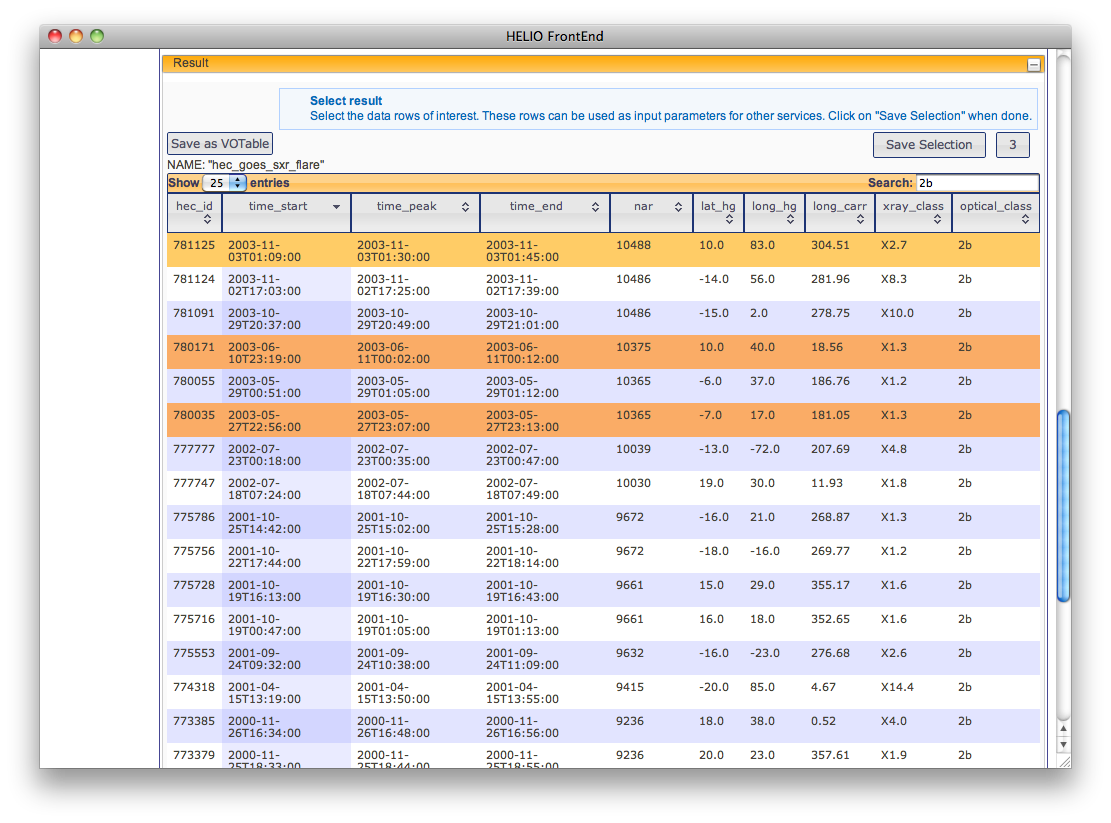 HELIO FrontEnd
Result
Select result
Select the data rows of interest. These rows can be used as input parameters for other services. Click on "Save Selection" when done.
Save as VOTable Save Selection 3
NAME: "hec_goes_sxr_flare"
Show 25 entries Search: 2b
hec_id time_start time_peak time_end nar lat_hg long_hg long_carr xray_class optical_class
781125 2003-11- 2003-11- 2003-11- 10488 10.0 83.0 304.51 X2.7 2b
03T01:09:00 03T01:30:00 03T01:45:00
781124 2003-11- 2003-11- 2003-11- 10486 -14.0 56.0 281.96 X8.3 2b
02T17:03:00 02T17:25:00 02T17:39:00
781091 2003-10- 2003-10- 2003-10- 10486 -15.0 2.0 278.75 X10.0 2b
29T20:37:00 29T20:49:00 29T21:01:00
780171 2003-06- 2003-06- 2003-06- 10375 10.0 40.0 18.56 X1.3 2b
10T23:19:00 11T00:02:00 11T00:12:00
780055 2003-05- 2003-05- 2003-05- 10365 -6.0 37.0 186.76 X1.2 2b
29T00:51:00 29T01:05:00 29T01:12:00
780035 2003-05- 2003-05- 2003-05- 10365 -7.0 17.0 181.05 X1.3 2b
27T22:56:00 27T23:07:00 27T23:13:00
777777 2002-07- 2002-07- 2002-07- 10039 -13.0 -72.0 207.69 X4.8 2b
23T00:18:00 23T00:35:00 23T00:47:00
777747 2002-07- 2002-07- 2002-07- 10030 19.0 30.0 11.93 X1.8 2b
18T07:24:00 18T07:44:00 18T07:49:00
775786 2001-10- 2001-10- 2001-10- 9672 -16.0 21.0 268.87 X1.3 2b
25T14:42:00 25T15:02:00 25T15:28:00
775756 2001-10- 2001-10- 2001-10- 9672 -18.0 -16.0 269.77 X1.2 2b
22T17:44:00 22T17:59:00 22T18:14:00
775728 2001-10- 2001-10- 2001-10- 9661 15.0 29.0 355.17 X1.6 2b
19T16:13:00 19T16:30:00 19T16:43:00
775716 2001-10- 2001-10- 2001-10- 9661 16.0 18.0 352.65 X1.6 2b
19T00:47:00 19T01:05:00 19T01:13:00
775553 2001-09- 2001-09- 2001-09- 9632 -16.0 -23.0 276.68 X2.6 2b
24T09:32:00 24T10:38:00 24T11:09:00
774318 2001-04- 2001-04- 2001-04- 9415 -20.0 85.0 4.67 X14.4 2b
15T13:19:00 15T13:50:00 15T13:55:00
773385 2000-11- 2000-11- 2000-11- 9236 18.0 38.0 0.52 X4.0 2b
26T16:34:00 26T16:48:00 26T16:56:00
773379 2000-11- 2000-11- 2000-11- 9236 20.0 23.0 357.61 X1.9 2b
25T18:33:00 25T18:44:00 25T18:55:00